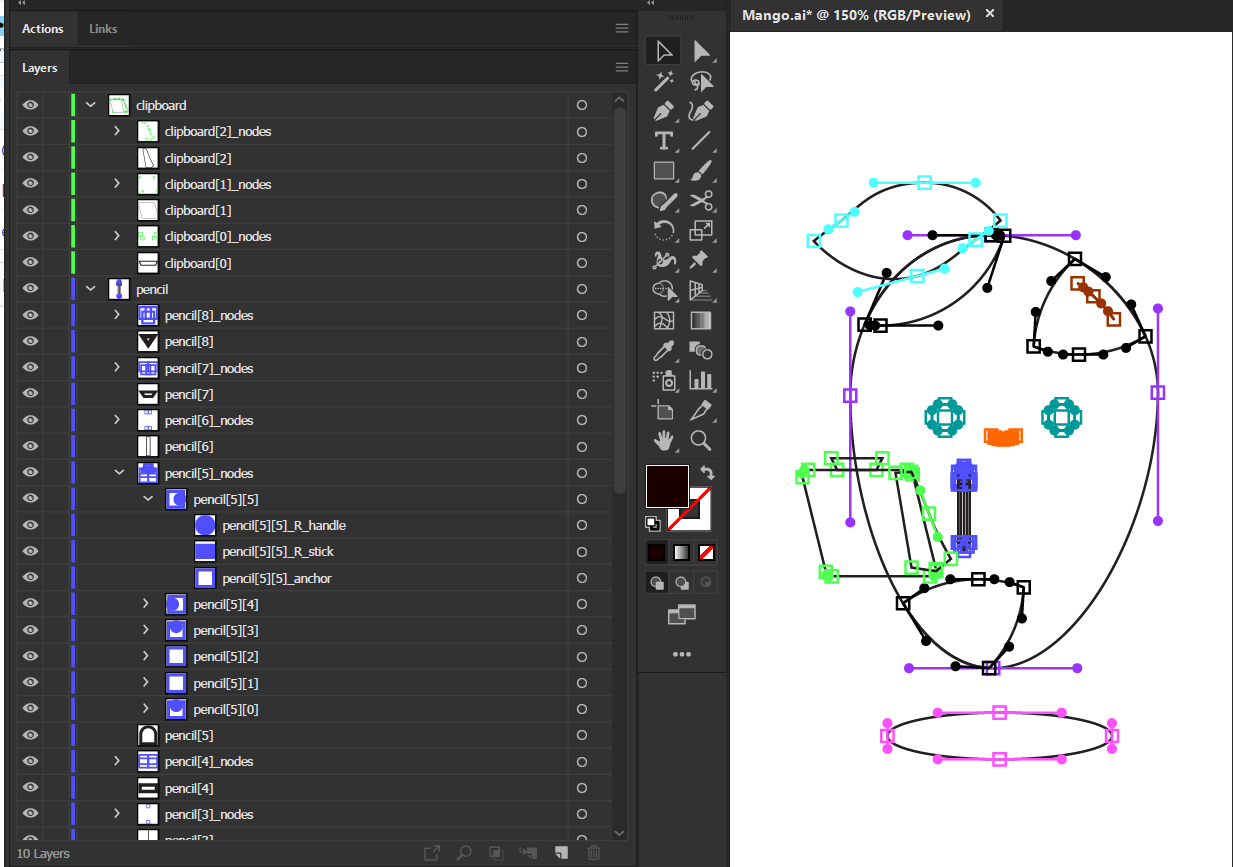 Actions
Links
Mango.ai* @ 150% (RGB/Preview)
Layers
clipboard
clipboard[2]_nodes
clipboard[2]
clipboard[1]_nodes
clipboard[1]
clipboard[0]_nodes
clipboard[0]
pencil
pencil[8]_nodes
pencil[8]
pencil[7]_nodes
pencil[7]
pencil[6]_nodes
pencil[6]
pencil[5]_nodes
pencil[5][5]
pencil[5][5]_R_handle
pencil[5][5]_R_stick
pencil[5][5]_anchor
pencil[5][4]
pencil[5][3]
pencil[5][2]
pencil[5][1]
pencil[5][0]
pencil[5]
pencil[4]_nodes
pencil[4]
pencil[3]_nodes
pencil[3]
10 Layers